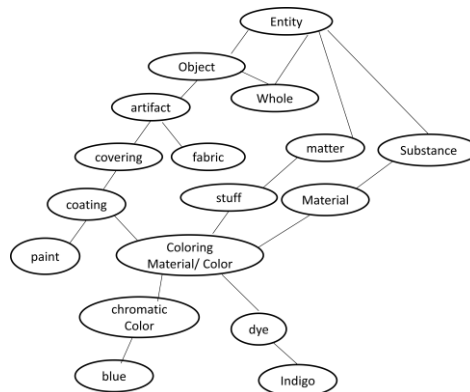 Entity
Object
Whole
artifact
covering
fabric
matter
Substance
coating
stuff
Material
paint
Coloring
Material/ Color
chromatic
Color
dye
blue
Indigo